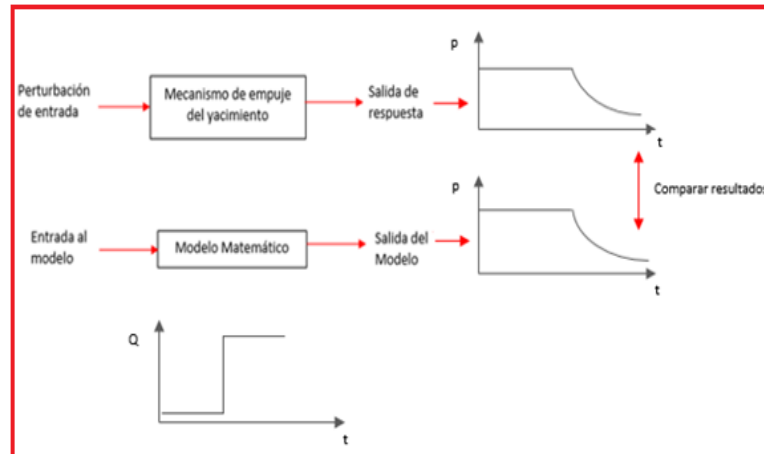 Perturbación
de entrada
Mecanismo de empuje
del yacimiento
Salida de
respuesta
p
t
Comparar resultados
Entrada al
modelo
Modelo Matemático
Salida del
Modelo
p
t
Q
t